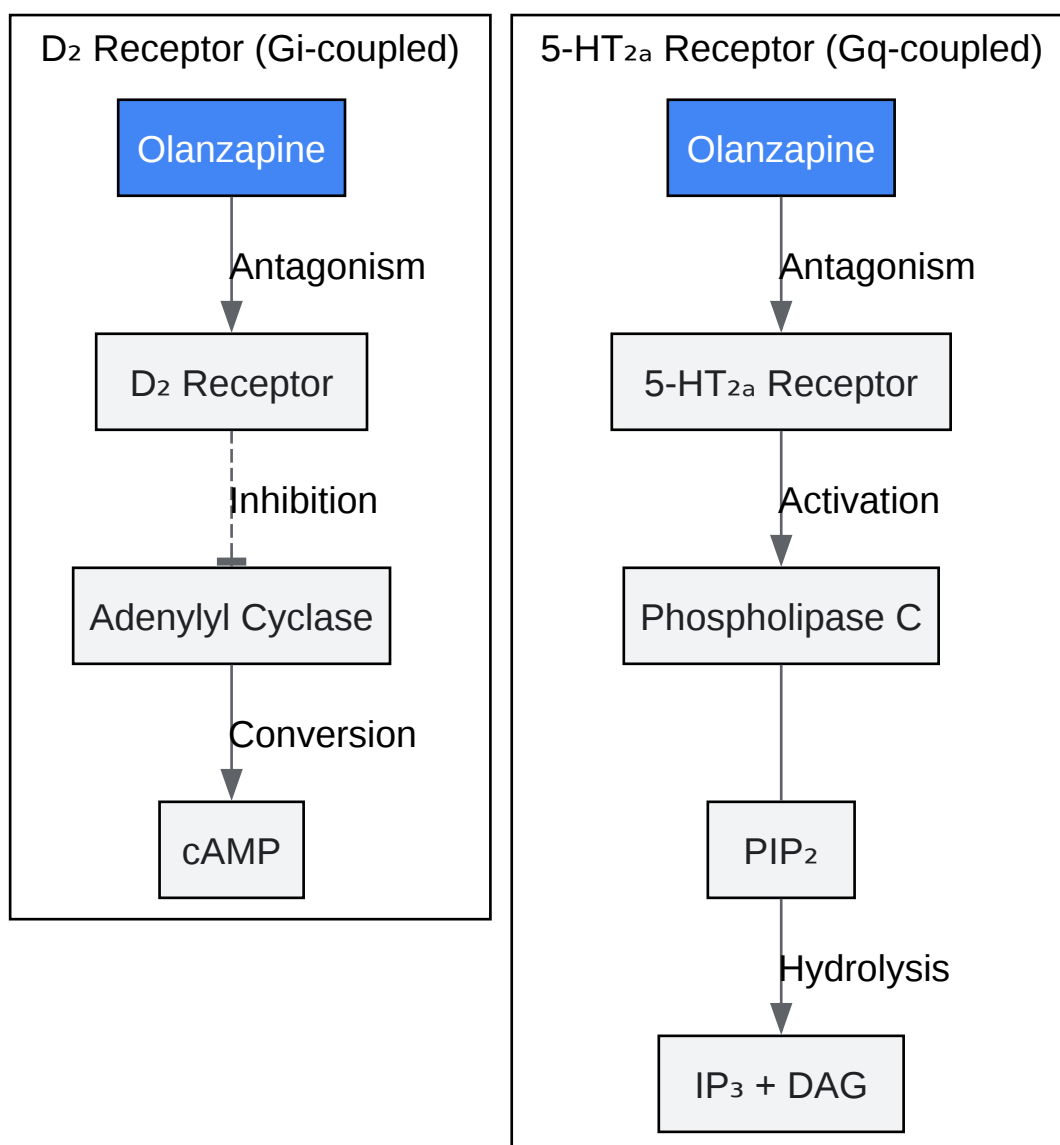 D₂ Receptor (Gi-coupled)
Olanzapine
Antagonism
D₂ Receptor
Inhibition
Adenylyl Cyclase
Conversion
cAMP
5-HT₂ₐ Receptor (Gq-coupled)
Olanzapine
Antagonism
5-HT₂ₐ Receptor
Activation
Phospholipase C
PIP₂
Hydrolysis
IP₃ + DAG